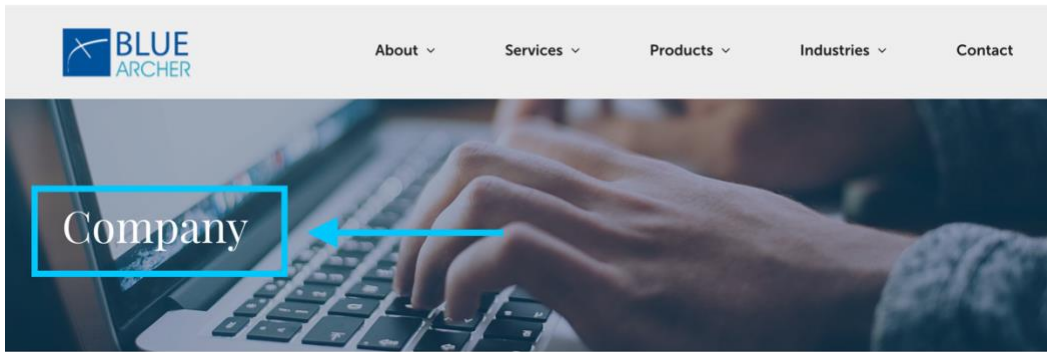 BLUE
ARCHER
About
Services
Products
Industries
Contact
Company